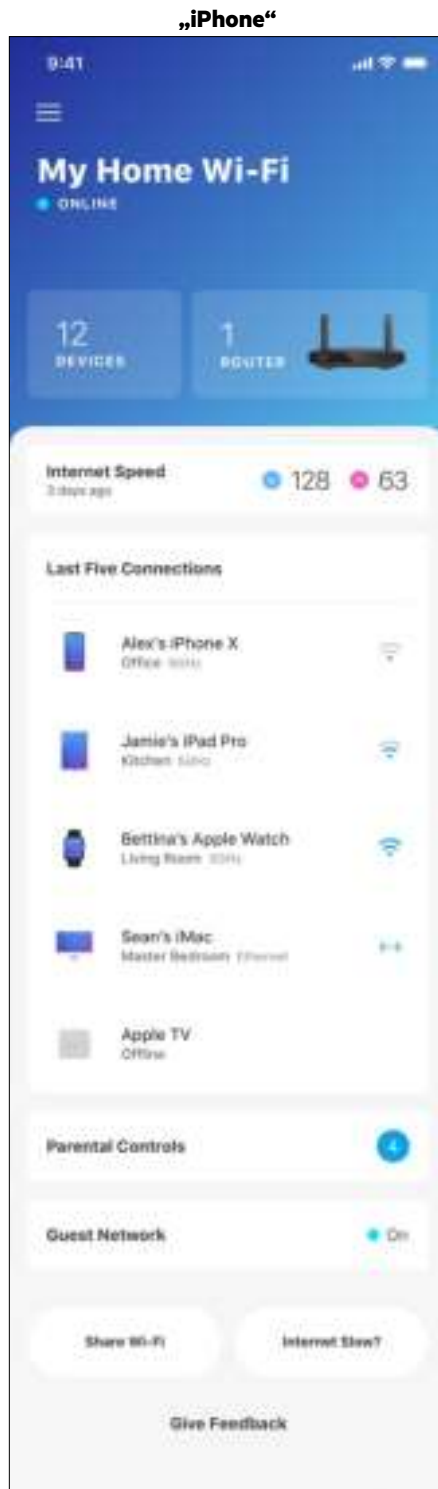 „iPhone“
9:41
My Home Wi-Fi
ONLINE
12
DEVICES
1
ROUTER
Internet Speed
3 days ago
128
63
Last Five Connections
Alex's iPhone X
Office
Jamie's iPad Pro
Kitchen
Bettina's Apple Watch
Living Room
Sean's iMac
Master Bedroom Ethernet
Apple TV
Offline
Parental Controls
4
Guest Network
On
Share Wi-Fi
Internet Slow?
Give Feedback